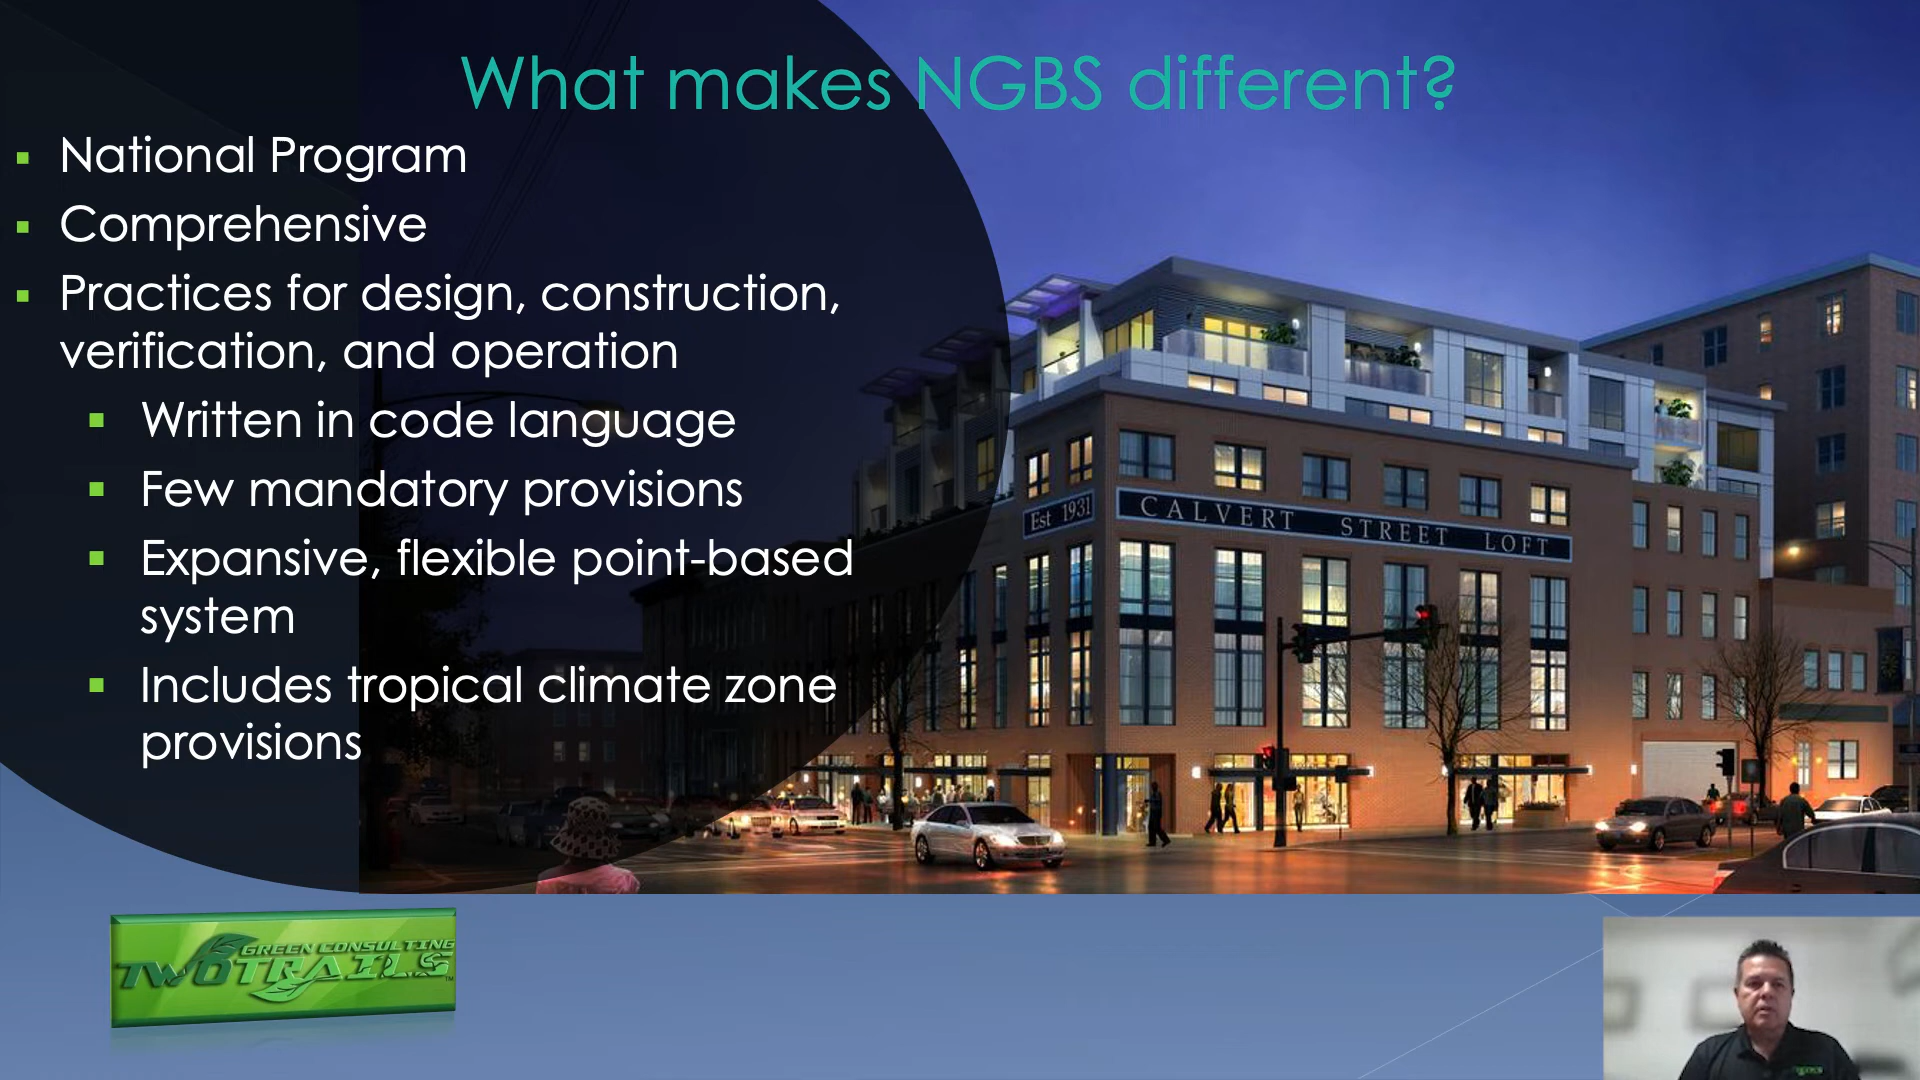 What makes NGBS different?
▪ National Program
▪ Comprehensive
▪ Practices for design, construction,
verification, and operation
▪ Written in code language
▪ Few mandatory provisions
▪ Expansive, flexible point-based
system
▪ Includes tropical climate zone
provisions
Est 1931
CALVERT STREET LOFT
GREEN CONSULTING
TWO TRAILS